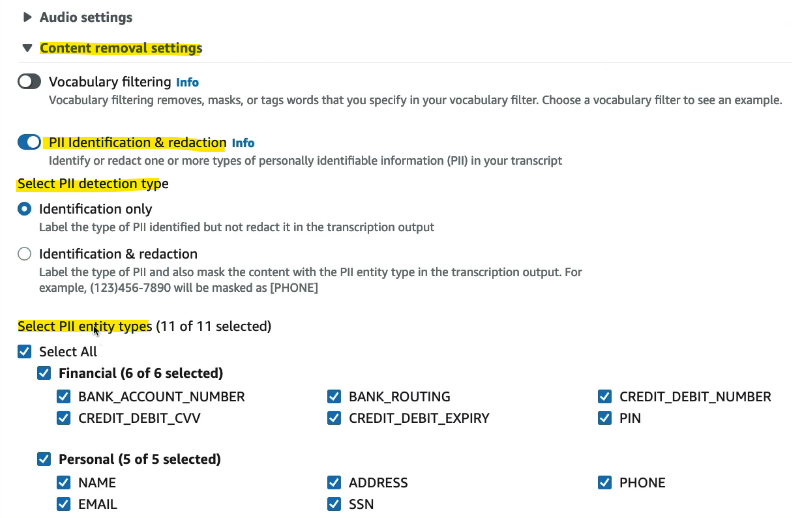 Audio settings
Content removal settings
Vocabulary filtering Info
Vocabulary filtering removes, masks, or tags words that you specify in your vocabulary filter. Choose a vocabulary filter to see an example.
PII Identification & redaction Info
Identify or redact one or more types of personally identifiable information (PII) in your transcript
Select PII detection type
Identification only
Label the type of PII identified but not redact it in the transcription output
Identification & redaction
Label the type of PII and also mask the content with the PII entity type in the transcription output. For
example, (123)456-7890 will be masked as [PHONE]
Select PII entity types (11 of 11 selected)
Select All
Financial (6 of 6 selected)
BANK_ACCOUNT_NUMBER BANK_ROUTING CREDIT_DEBIT_NUMBER
CREDIT_DEBIT_CVV CREDIT_DEBIT_EXPIRY PIN
Personal (5 of 5 selected)
NAME ADDRESS PHONE
EMAIL SSN